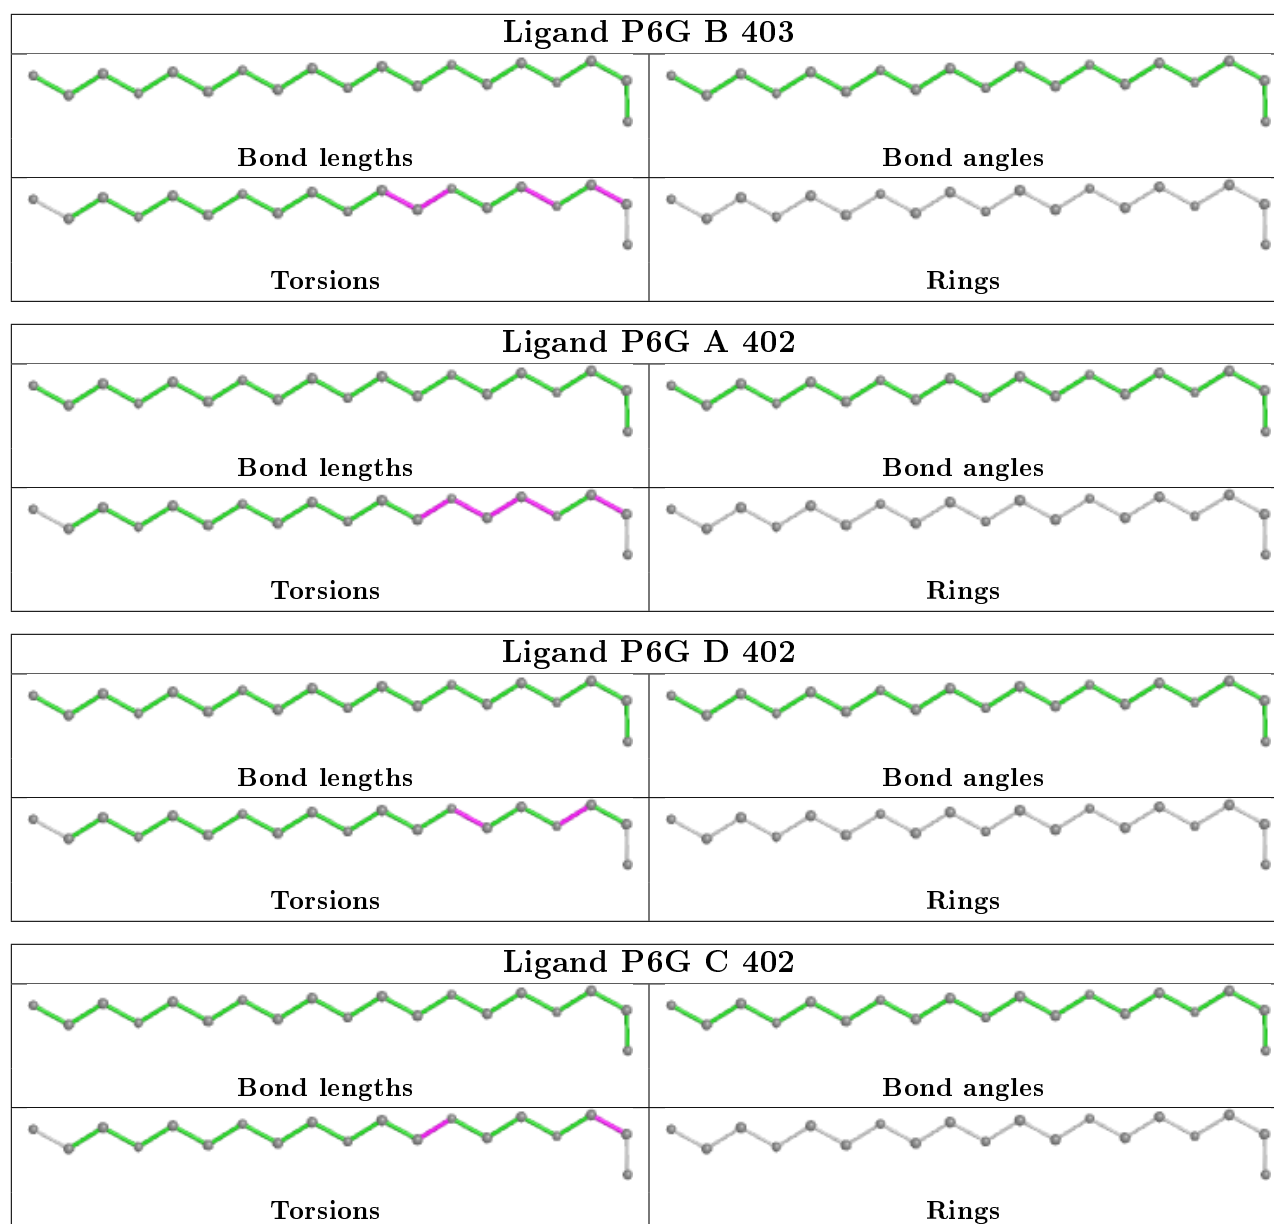 Ligand P6G B 403
Bond lengths
Bond angles
Torsions
Rings
Ligand P6G A 402
Bond lengths
Bond angles
Torsions
Rings
Ligand P6G D 402
Bond lengths
Bond angles
Torsions
Rings
Ligand P6G C 402
Bond lengths
Bond angles
Torsions
Rings